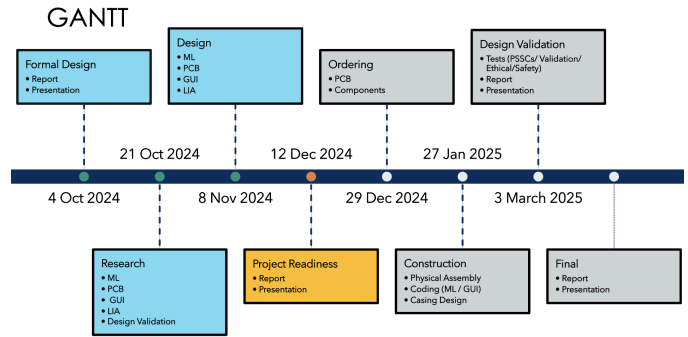 GANTT
Formal Design
• Report
• Presentation
Design
• ML
• PCB
• GUI
• LIA
Ordering
• PCB
• Components
Design Validation
• Tests (PSSCs/ Validation/
Ethical/Safety)
• Report
• Presentation
21 Oct 2024
12 Dec 2024
27 Jan 2025
4 Oct 2024
8 Nov 2024
29 Dec 2024
3 March 2025
Research
• ML
• PCB
• GUI
• LIA
• Design Validation
Project Readiness
• Report
• Presentation
Construction
• Physical Assembly
• Coding (ML / GUI)
• Casing Design
Final
• Report
• Presentation